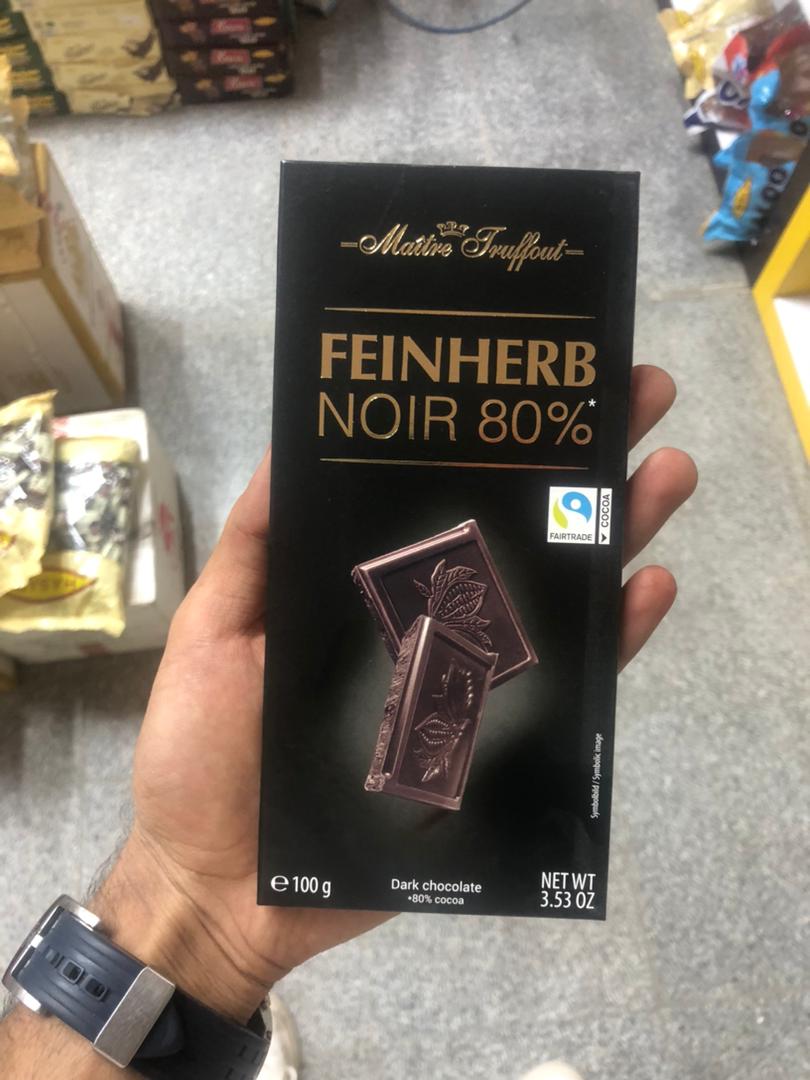 Maître Truffout
FEINHERB
NOIR 80%*
FAIRTRADE
COCOA
Symbolbild / Symbolic image
e 100 g
Dark chocolate
*80% cocoa
NET WT
3.53 OZ